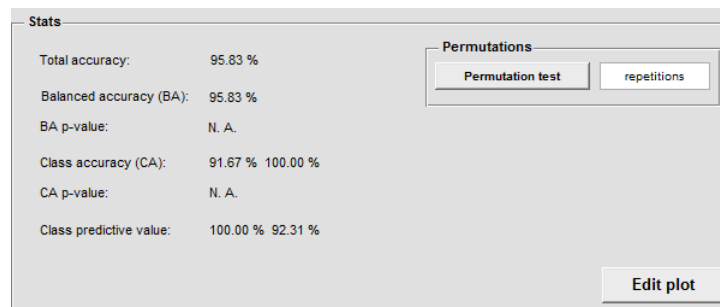 Stats
Total accuracy: 95.83 %
Balanced accuracy (BA): 95.83 %
BA p-value: N. A.
Class accuracy (CA): 91.67 % 100.00 %
CA p-value: N. A.
Class predictive value: 100.00 % 92.31 %
Permutations
Permutation test repetitions
Edit plot